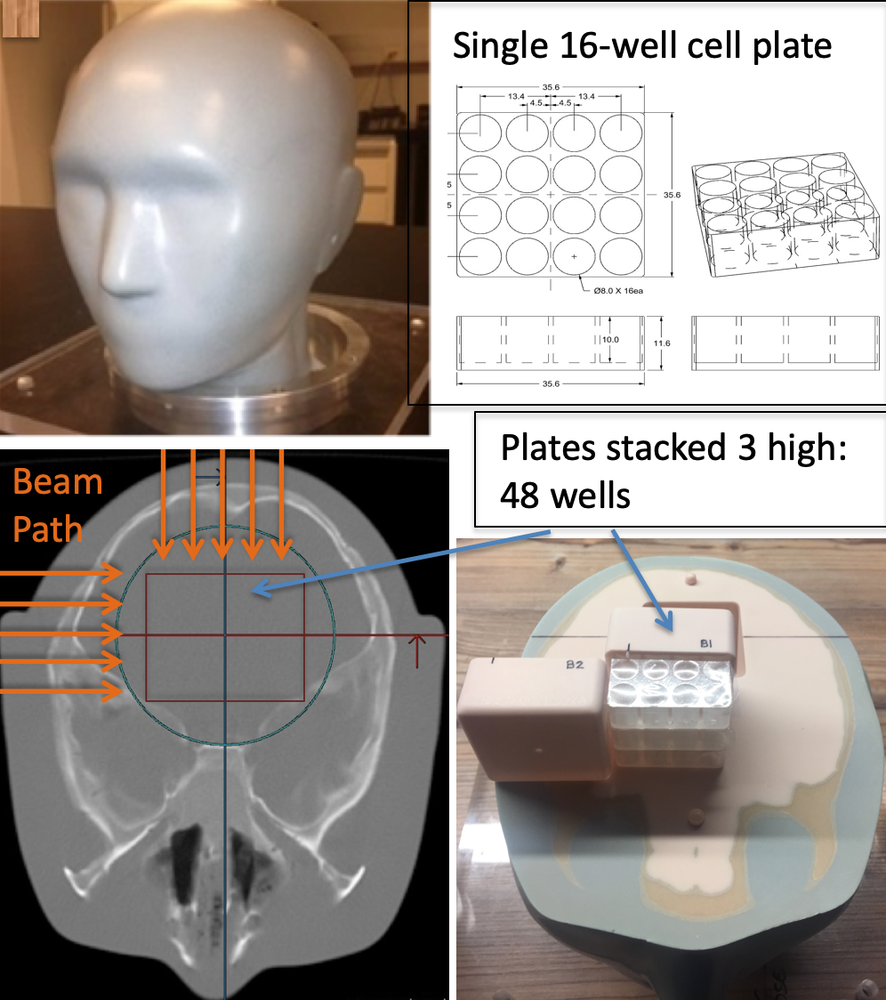 Single 16-well cell plate
35.6
13.4
13.4
4.5
4.5
5
5
35.6
Ø8.0 X 16ea
10.0
11.6
35.6
Plates stacked 3 high:
48 wells
Beam
Path
B1
B2